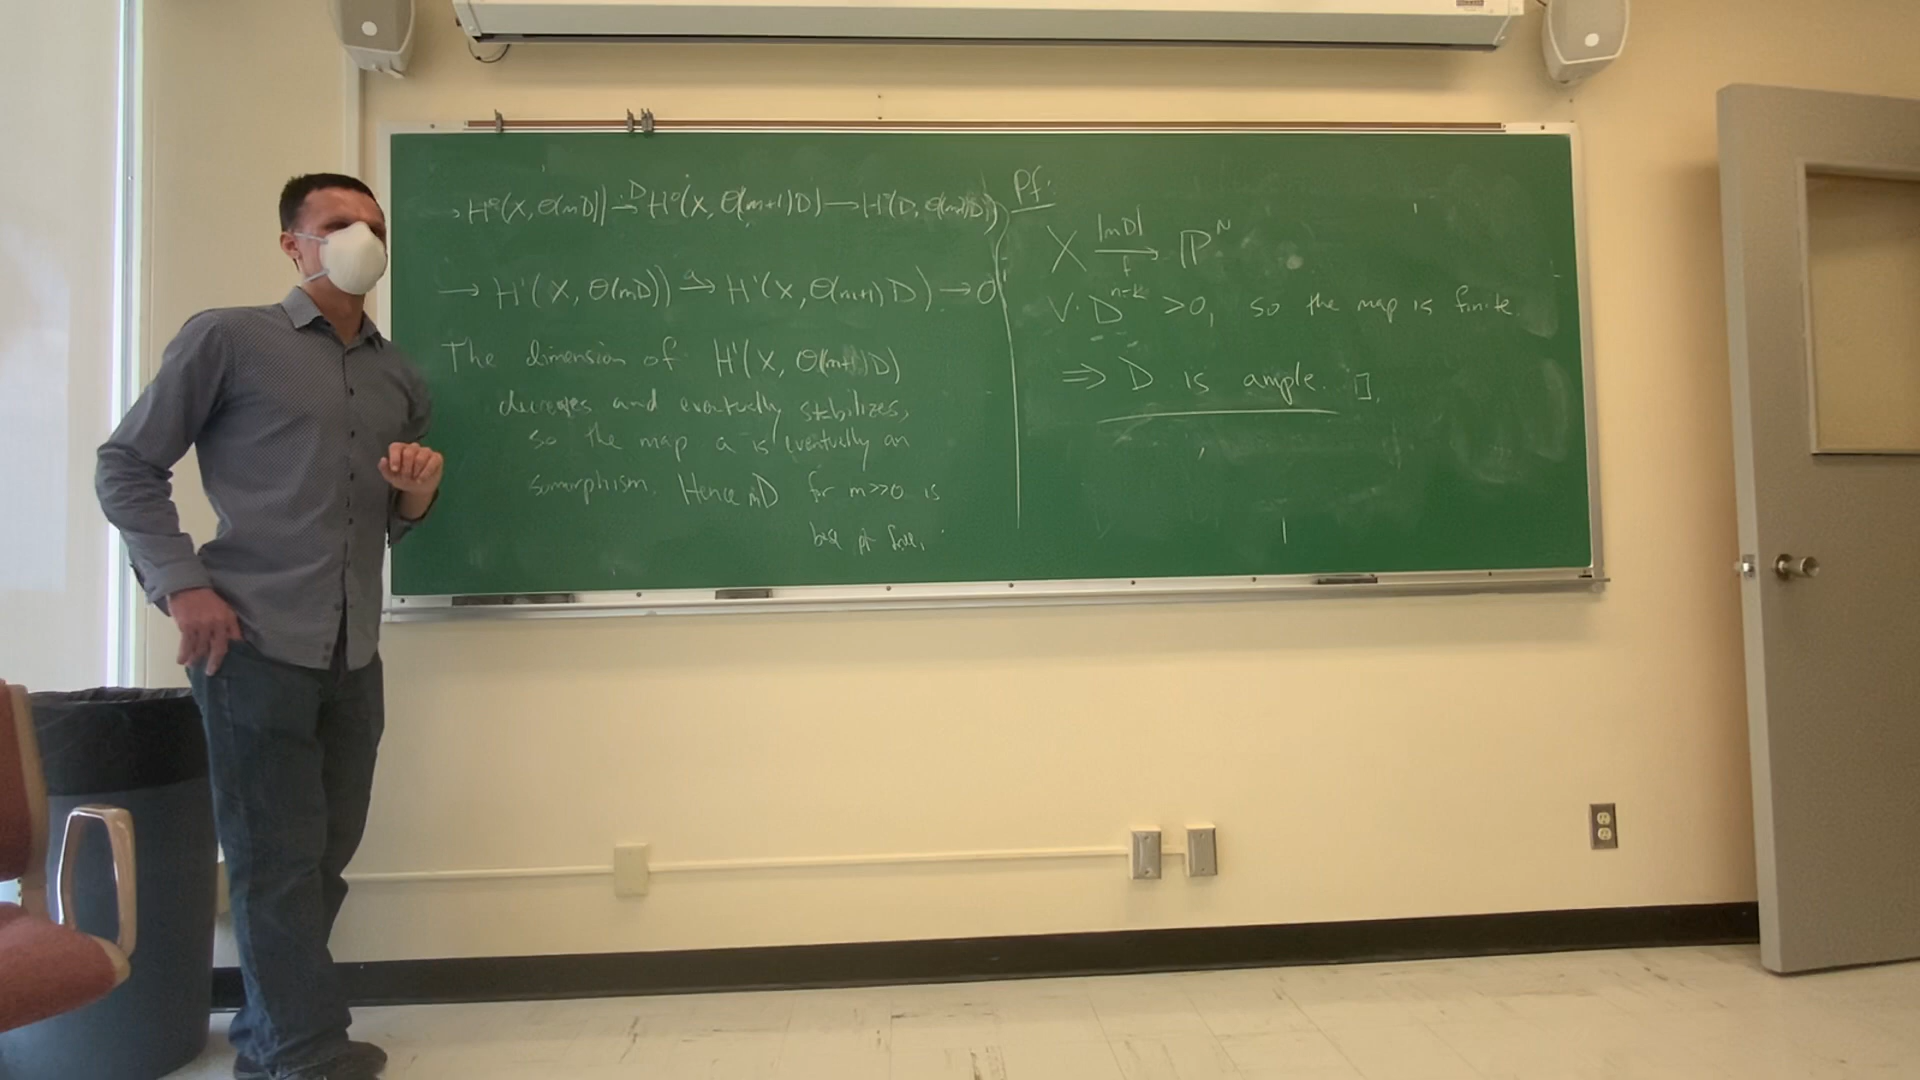 → H⁰(X, O(mD)) —·D→ H⁰(X, O(m+1)D) → H⁰(D, O(m+1)D)
→ H¹(X, O(mD)) —a→ H¹(X, O(m+1)D) → 0
The dimension of H¹(X, O(m+1)D)
decreases and eventually stabilizes,
so the map a is eventually an
isomorphism. Hence mD for m>>0 is
base pt free.
Pf.
X —|mD|→ ℙᴺ
f
V·Dⁿ⁻ᵏ >0, so the map is finite.
⇒ D is ample. □.